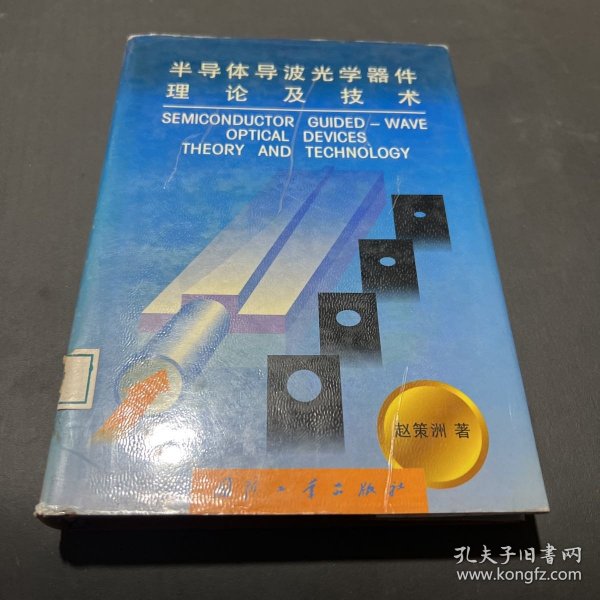 半导体导波光学器件
理论及技术
SEMICONDUCTOR GUIDED-WAVE
OPTICAL DEVICES
THEORY AND TECHNOLOGY
赵策洲 著
国防工业出版社
孔夫子旧书网
www.kongfz.com